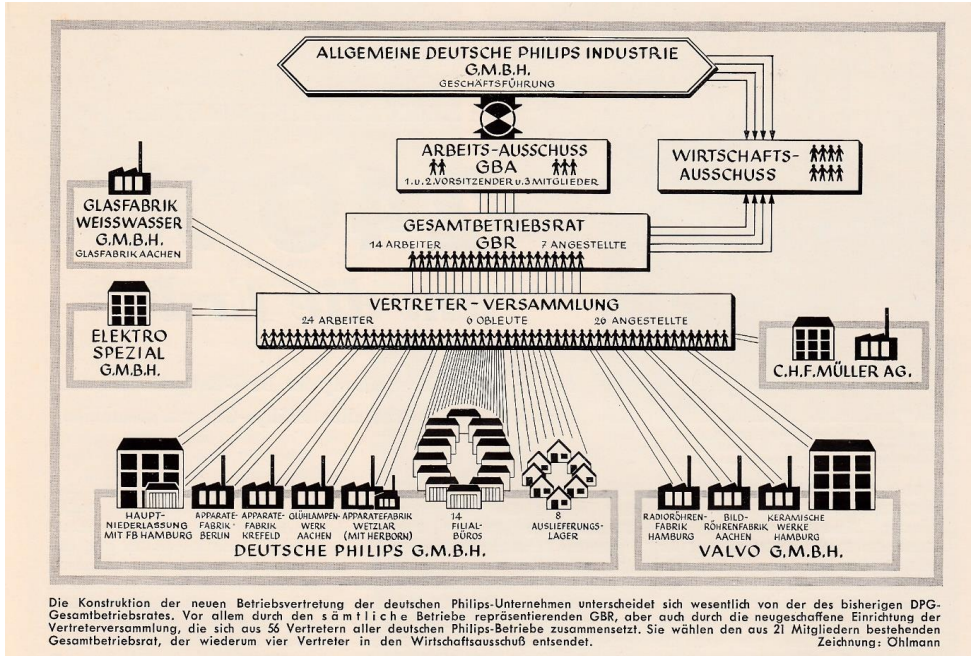 ALLGEMEINE DEUTSCHE PHILIPS INDUSTRIE
G.M.B.H.
GESCHÄFTSFÜHRUNG
ARBEITS-AUSSCHUSS
GBA
1. u. 2. VORSITZENDER u. 3 MITGLIEDER
WIRTSCHAFTS-
AUSSCHUSS
GESAMTBETRIEBSRAT
14 ARBEITER GBR 7 ANGESTELLTE
GLASFABRIK
WEISSWASSER
G.M.B.H.
GLASFABRIK AACHEN
VERTRETER-VERSAMMLUNG
24 ARBEITER 6 OBLEUTE 26 ANGESTELLTE
ELEKTRO
SPEZIAL
G.M.B.H.
C.H.F. MÜLLER AG.
HAUPT-
NIEDERLASSUNG
MIT FB HAMBURG
APPARATE-
FABRIK-
BERLIN
APPARATE-
FABRIK
KREFELD
GLÜHLAMPEN-
WERK
AACHEN
APPARATEFABRIK
WETZLAR
(MIT HERBORN)
14
FILIAL-
BÜROS
8
AUSLIEFERUNGS-
LAGER
DEUTSCHE PHILIPS G.M.B.H.
RADIORÖHREN-
FABRIK
HAMBURG
BILD-
RÖHRENFABRIK
AACHEN
KERAMISCHE
WERKE
HAMBURG
VALVO G.M.B.H.
Die Konstruktion der neuen Betriebsvertretung der deutschen Philips-Unternehmen unterscheidet sich wesentlich von der des bisherigen DPG-
Gesamtbetriebsrates. Vor allem durch den sämtliche Betriebe repräsentierenden GBR, aber auch durch die neugeschaffene Einrichtung der
Vertreterversammlung, die sich aus 56 Vertretern aller deutschen Philips-Betriebe zusammensetzt. Sie wählen den aus 21 Mitgliedern bestehenden
Gesamtbetriebsrat, der wiederum vier Vertreter in den Wirtschaftsausschuß entsendet. Zeichnung: Öhlmann